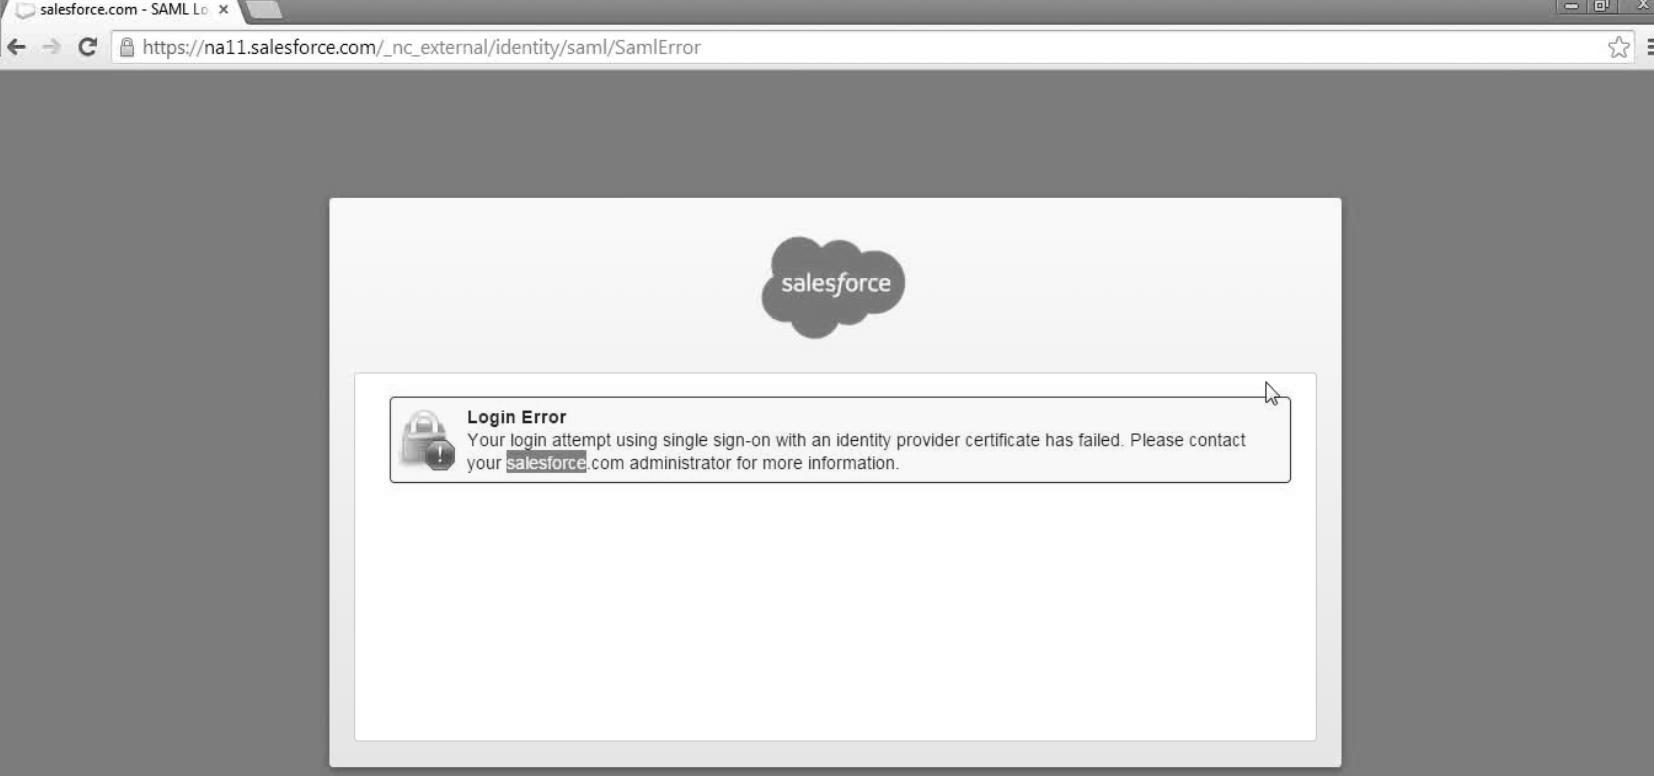 salesforce.com - SAML Lo
https://na11.salesforce.com/_nc_external/identity/saml/SamlError
salesforce
Login Error
Your login attempt using single sign-on with an identity provider certificate has failed. Please contact
your salesforce.com administrator for more information.